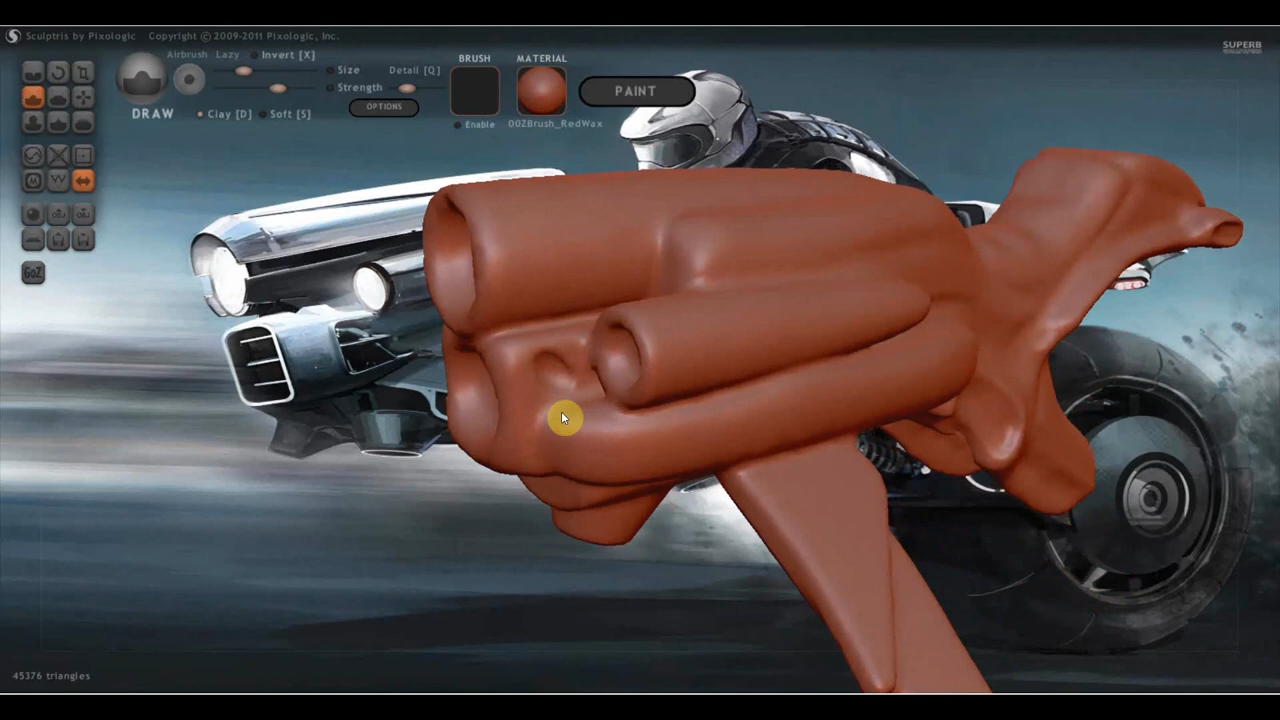 Sculptris by Pixologic Copyright © 2009-2011 Pixologic, Inc.
SUPERB
Airbrush Lazy Invert [X]
BRUSH MATERIAL
Size Detail [Q]
Strength
PAINT
OPTIONS
DRAW Clay [D] Soft [S]
Enable 00ZBrush_RedWax
GoZ
45376 triangles